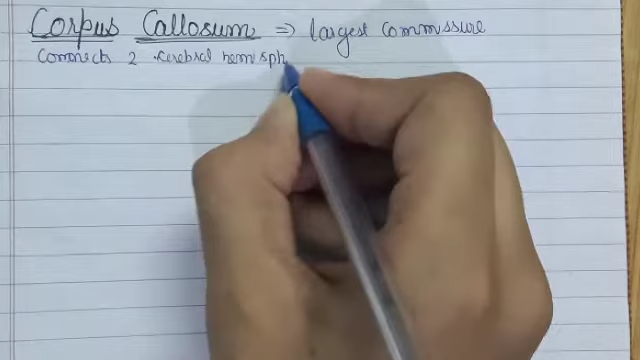 Corpus Callosum => largest commissure
Connects 2 cerebral hemisph